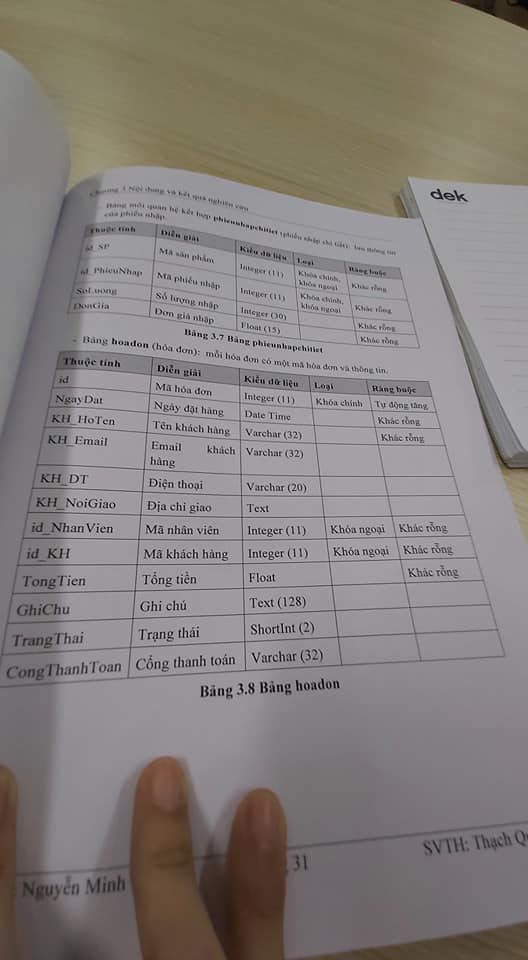 Chương 3 Nội dung và kết quả nghiên cứu
- Bảng mối quan hệ kết hợp phieunhapchitiet (phiếu nhập chi tiết): lưu thông tin
của phiếu nhập.
Thuộc tính Diễn giải Kiểu dữ liệu Loại Ràng buộc
id_SP Mã sản phẩm Integer (11) Khóa chính, khóa ngoại Khác rỗng
id_PhieuNhap Mã phiếu nhập Integer (11) Khóa chính, khóa ngoại Khác rỗng
SoLuong Số lượng nhập Integer (30) Khác rỗng
DonGia Đơn giá nhập Float (15) Khác rỗng
Bảng 3.7 Bảng phieunhapchitiet
- Bảng hoadon (hóa đơn): mỗi hóa đơn có một mã hóa đơn và thông tin.
Thuộc tính Diễn giải Kiểu dữ liệu Loại Ràng buộc
id Mã hóa đơn Integer (11) Khóa chính Tự động tăng
NgayDat Ngày đặt hàng Date Time Khác rỗng
KH_HoTen Tên khách hàng Varchar (32) Khác rỗng
KH_Email Email khách hàng Varchar (32)
KH_DT Điện thoại Varchar (20)
KH_NoiGiao Địa chỉ giao Text
id_NhanVien Mã nhân viên Integer (11) Khóa ngoại Khác rỗng
id_KH Mã khách hàng Integer (11) Khóa ngoại Khác rỗng
TongTien Tổng tiền Float Khác rỗng
GhiChu Ghi chú Text (128)
TrangThai Trạng thái ShortInt (2)
CongThanhToan Cổng thanh toán Varchar (32)
Bảng 3.8 Bảng hoadon
Nguyễn Minh 31 SVTH: Thạch
dek